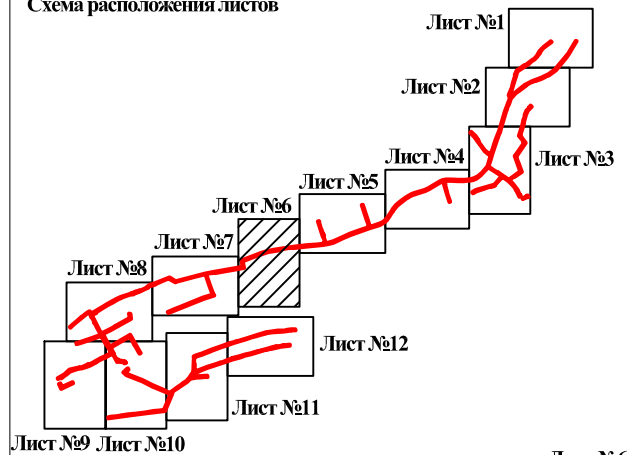 Схема расположения листов
Лист №1
Лист №2
Лист №3
Лист №4
Лист №5
Лист №6
Лист №7
Лист №8
Лист №12
Лист №11
Лист №9
Лист №10